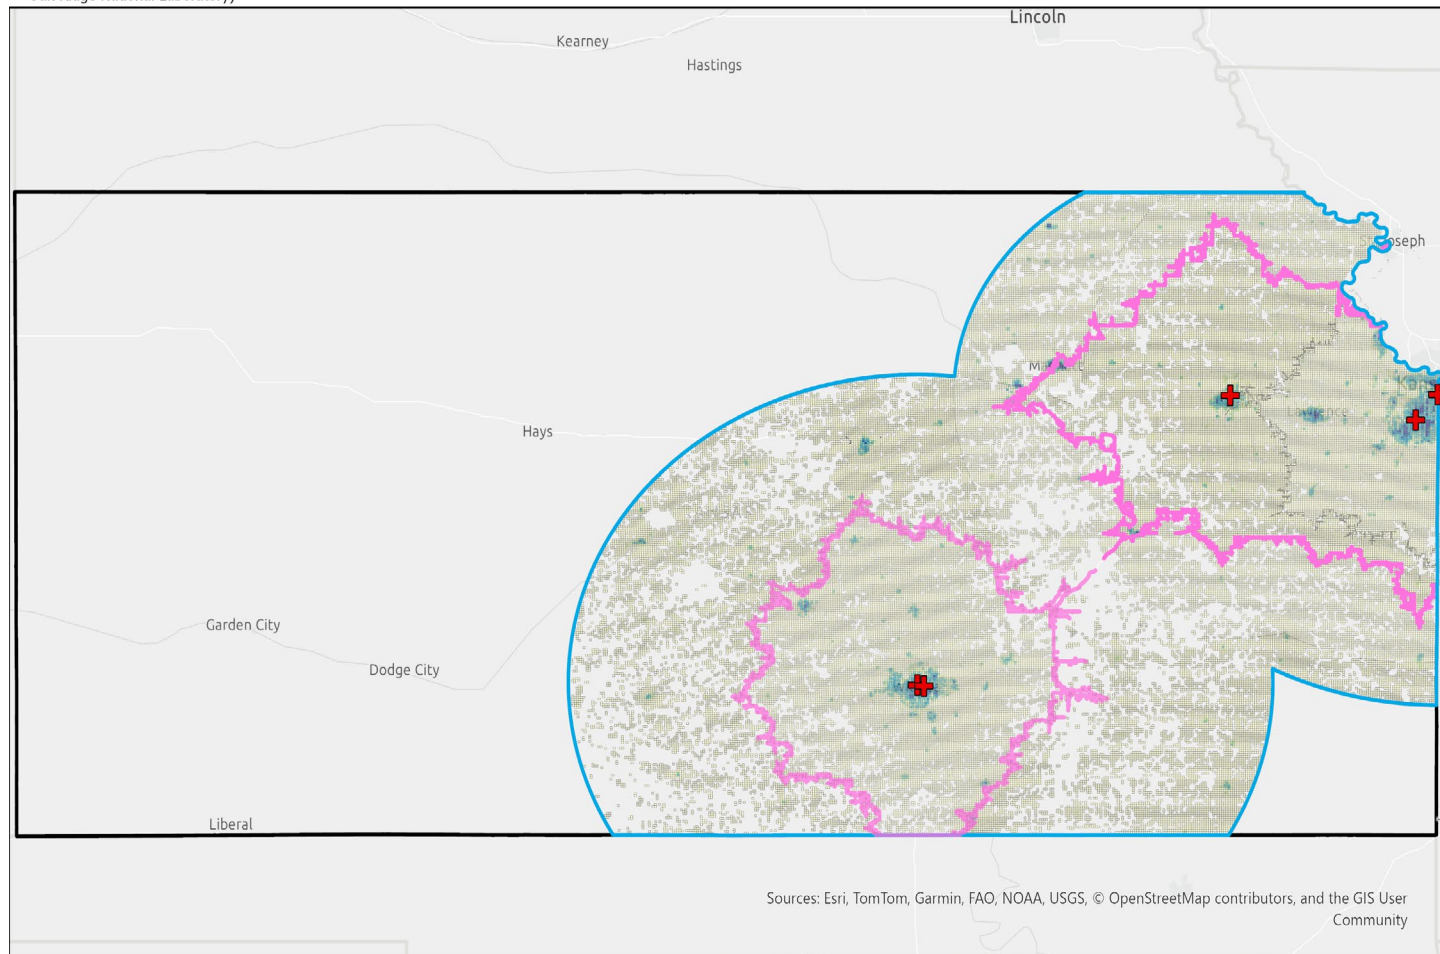 Lincoln
Kearney
Hastings
Joseph
Hays
Garden City
Dodge City
Liberal
Sources: Esri, TomTom, Garmin, FAO, NOAA, USGS, © OpenStreetMap contributors, and the GIS User
Community